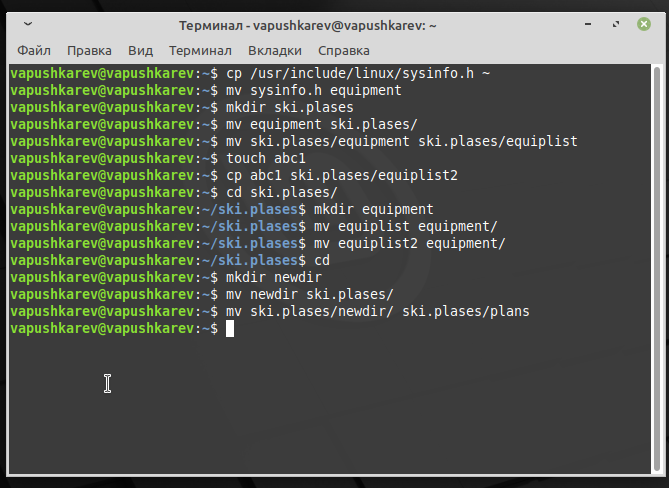 Терминал - vapushkarev@vapushkarev: ~
Файл Правка Вид Терминал Вкладки Справка
vapushkarev@vapushkarev:~$ cp /usr/include/linux/sysinfo.h ~
vapushkarev@vapushkarev:~$ mv sysinfo.h equipment
vapushkarev@vapushkarev:~$ mkdir ski.plases
vapushkarev@vapushkarev:~$ mv equipment ski.plases/
vapushkarev@vapushkarev:~$ mv ski.plases/equipment ski.plases/equiplist
vapushkarev@vapushkarev:~$ touch abc1
vapushkarev@vapushkarev:~$ cp abc1 ski.plases/equiplist2
vapushkarev@vapushkarev:~$ cd ski.plases/
vapushkarev@vapushkarev:~/ski.plases$ mkdir equipment
vapushkarev@vapushkarev:~/ski.plases$ mv equiplist equipment/
vapushkarev@vapushkarev:~/ski.plases$ mv equiplist2 equipment/
vapushkarev@vapushkarev:~/ski.plases$ cd
vapushkarev@vapushkarev:~$ mkdir newdir
vapushkarev@vapushkarev:~$ mv newdir ski.plases/
vapushkarev@vapushkarev:~$ mv ski.plases/newdir/ ski.plases/plans
vapushkarev@vapushkarev:~$